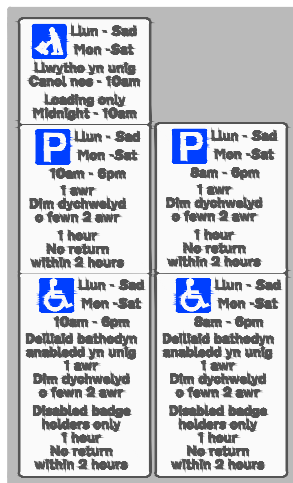 Llun - Sad
Mon -Sat
Llwytho yn unig
Canol nos - 10am
Loading only
Midnight - 10am
P
Llun - Sad
Mon -Sat
10am - 6pm
1 awr
Dim dychwelyd
o fewn 2 awr
1 hour
No return
within 2 hours
P
Llun - Sad
Mon -Sat
8am - 6pm
1 awr
Dim dychwelyd
o fewn 2 awr
1 hour
No return
within 2 hours
Llun - Sad
Mon -Sat
10am - 6pm
Deiliaid bathodyn
anabledd yn unig
1 awr
Dim dychwelyd
o fewn 2 awr
Disabled badge
holders only
1 hour
No return
within 2 hours
Llun - Sad
Mon -Sat
8am - 6pm
Deiliaid bathodyn
anabledd yn unig
1 awr
Dim dychwelyd
o fewn 2 awr
Disabled badge
holders only
1 hour
No return
within 2 hours